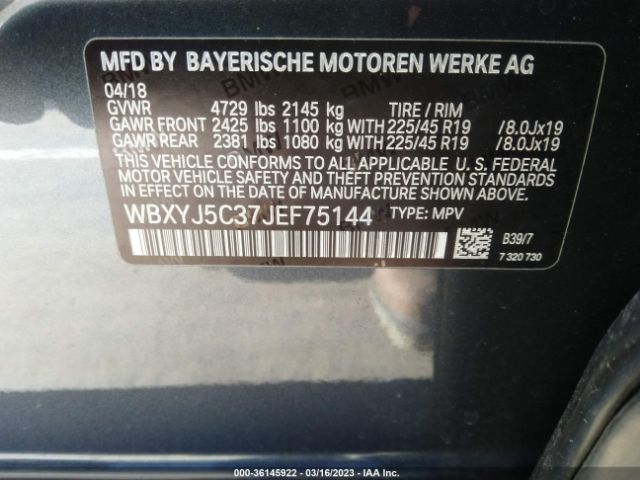 MFD BY BAYERISCHE MOTOREN WERKE AG
04/18
GVWR 4729 lbs 2145 kg TIRE / RIM
GAWR FRONT 2425 lbs 1100 kg WITH 225/45 R19 /8.0Jx19
GAWR REAR 2381 lbs 1080 kg WITH 225/45 R19 /8.0Jx19
THIS VEHICLE CONFORMS TO ALL APPLICABLE U.S. FEDERAL
MOTOR VEHICLE SAFETY AND THEFT PREVENTION STANDARDS
IN EFFECT ON THE DATE OF MANUFACTURE SHOWN ABOVE.
WBXYJ5C37JEF75144 TYPE: MPV
B39/7
7 320 730
000-36145922 // 03/16/2023 // IAA Inc.